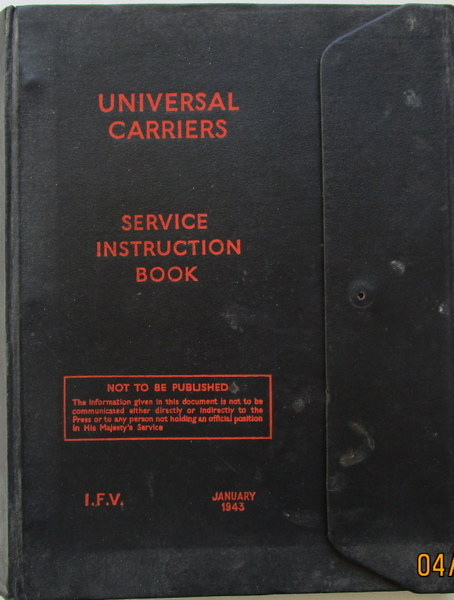 UNIVERSAL
CARRIERS
SERVICE
INSTRUCTION
BOOK
NOT TO BE PUBLISHED
The information given in this document is not to be
communicated either directly or indirectly to the
Press or to any person not holding an official position
in His Majesty's Service
I.F.V.
JANUARY
1943
04/